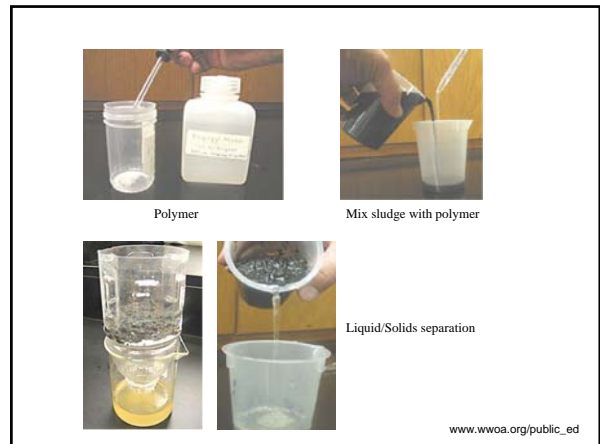 Polymer
Mix sludge with polymer
Liquid/Solids separation
www.wwoa.org/public_ed